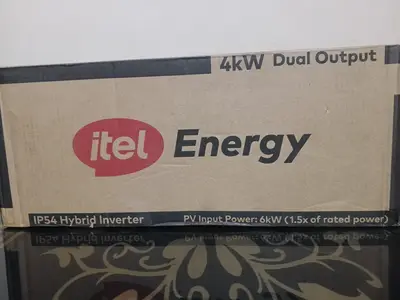 4kW Dual Output
itel Energy
IP54 Hybrid Inverter PV Input Power: 6kW (1.5x of rated power)